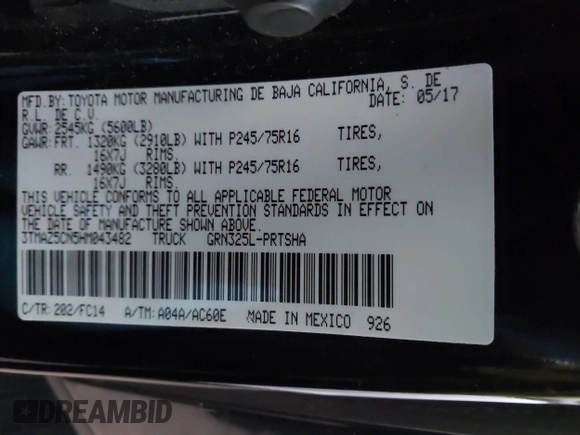 MFD.BY: TOYOTA MOTOR MANUFACTURING DE BAJA CALIFORNIA, S. DE
R.L. DE C.V. DATE: 05/17
GVWR: 2545KG (5600LB)
GAWR: FRT. 1320KG (2910LB) WITH P245/75R16 TIRES,
16X7J RIMS.
RR. 1490KG (3280LB) WITH P245/75R16 TIRES,
16X7J RIMS.
THIS VEHICLE CONFORMS TO ALL APPLICABLE FEDERAL MOTOR
VEHICLE SAFETY AND THEFT PREVENTION STANDARDS IN EFFECT ON
THE DATE OF MANUFACTURE SHOWN ABOVE.
3TMAZ5CN5HM043482 TRUCK GRN325L-PRTSHA
C/TR: 202/FC14 A/TM: A04A/AC60E MADE IN MEXICO 926
DREAMBID